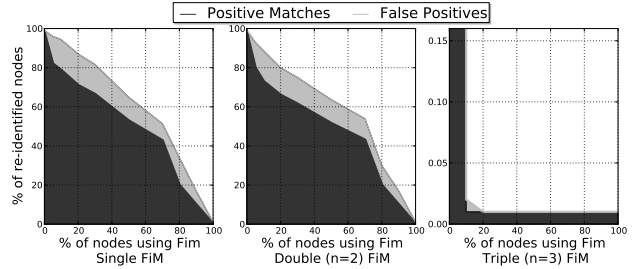 Positive Matches False Positives
% of re-identified nodes
100
80
60
40
20
0
0 20 40 60 80 100
% of nodes using Fim
Single FiM
100
80
60
40
20
0
0 20 40 60 80 100
% of nodes using Fim
Double (n=2) FiM
0.15
0.10
0.05
0.00
0 20 40 60 80 100
% of nodes using Fim
Triple (n=3) FiM